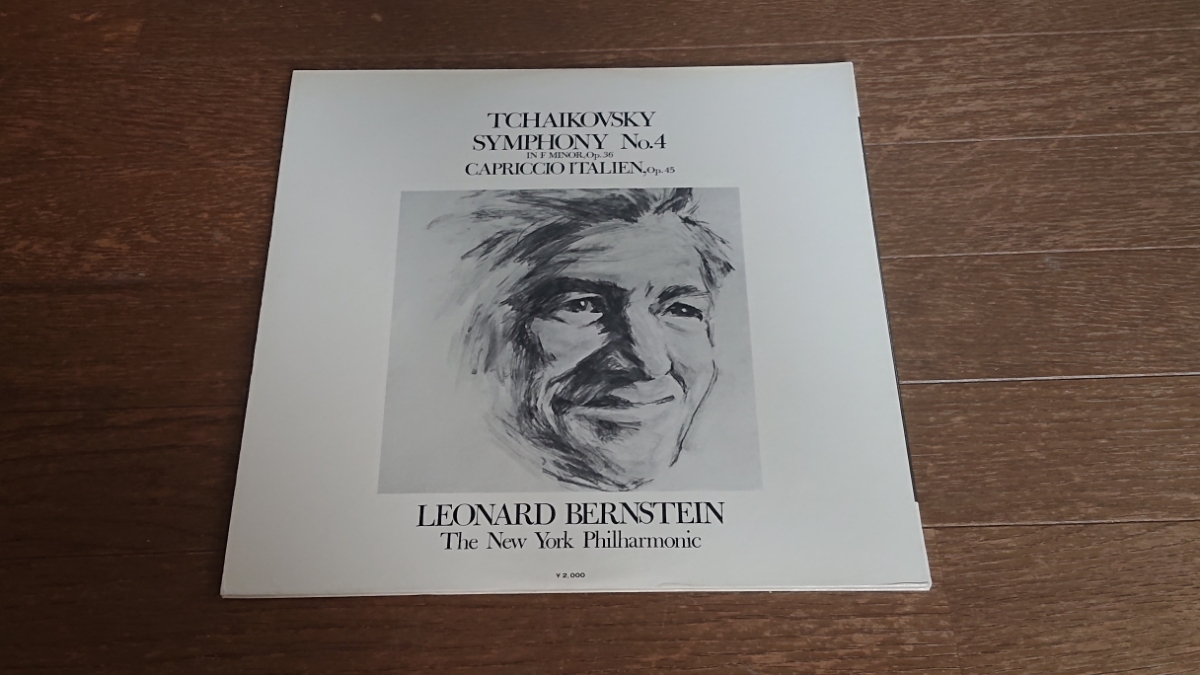 TCHAIKOVSKY
SYMPHONY No.4
IN F MINOR,Op.36
CAPRICCIO ITALIEN,Op.45
LEONARD BERNSTEIN
The New York Philharmonic
¥2,000